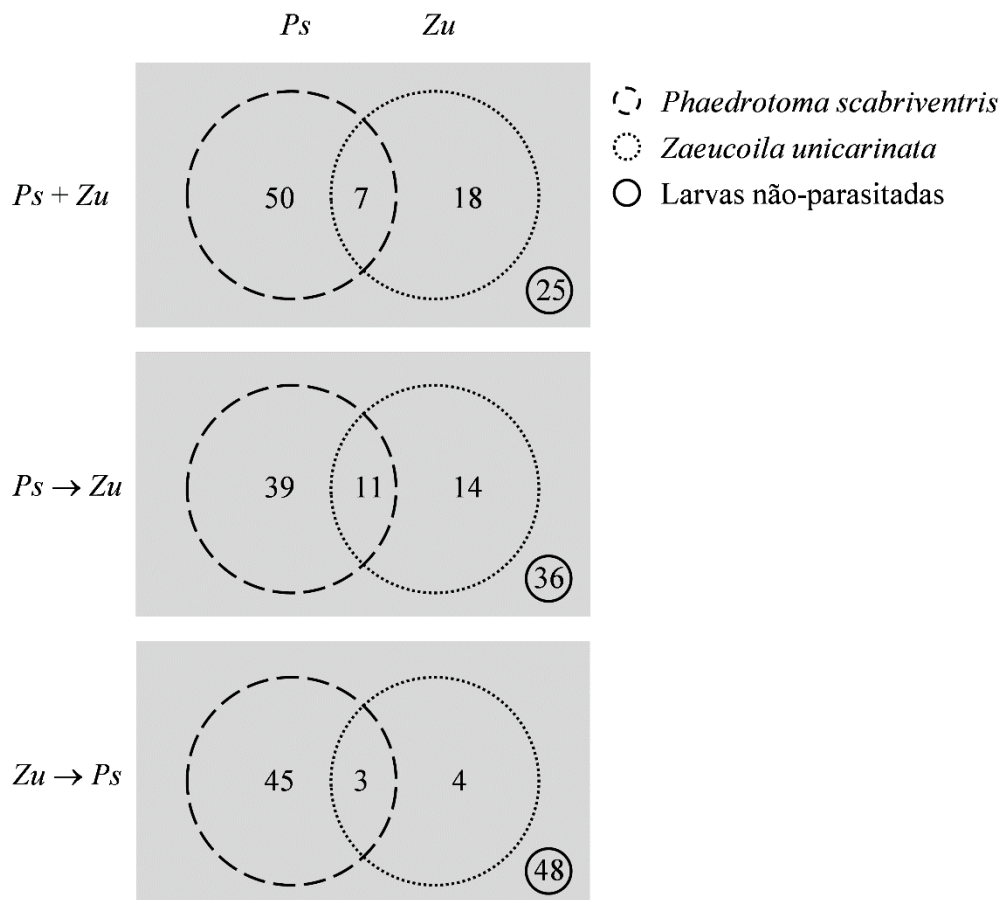 Ps Zu
Phaedrotoma scabriventris
Zaeucoila unicarinata
Larvas não-parasitadas
Ps + Zu
50 7 18
25
Ps → Zu
39 11 14
36
Zu → Ps
45 3 4
48